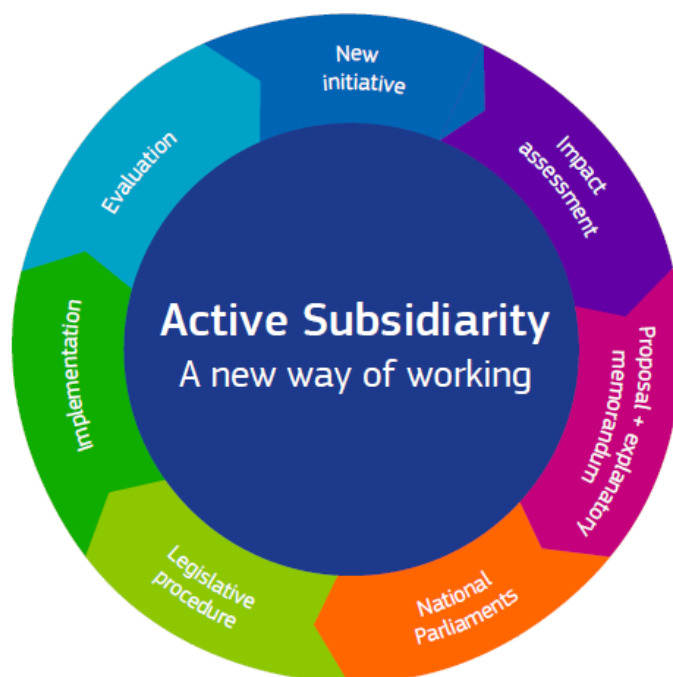 New
initiative
Impact
assessment
Proposal + explanatory
memorandum
National
Parliaments
Legislative
procedure
Implementation
Evaluation
Active Subsidiarity
A new way of working